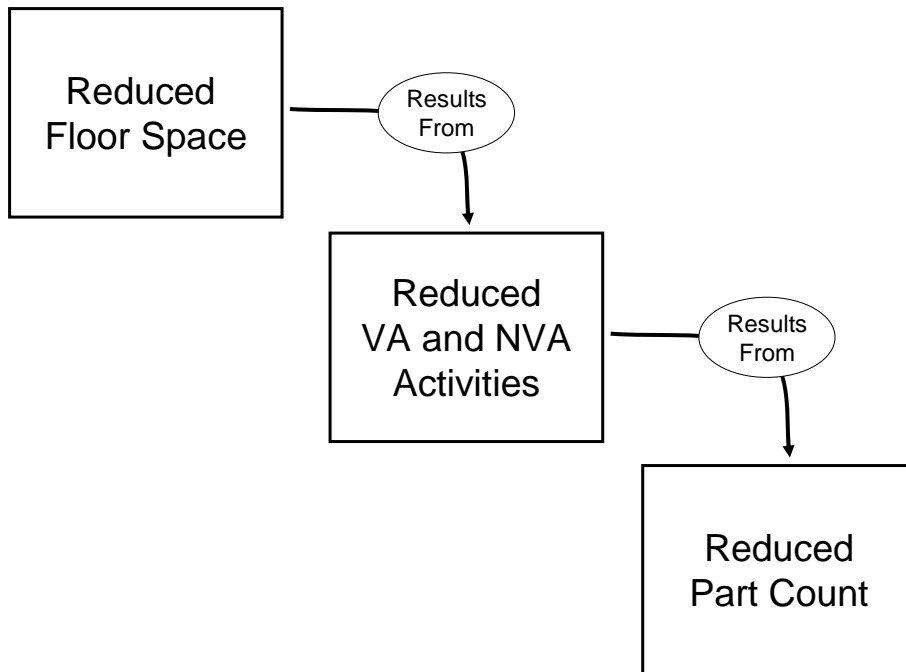 Reduced
Floor Space
Results
From
Reduced
VA and NVA
Activities
Results
From
Reduced
Part Count